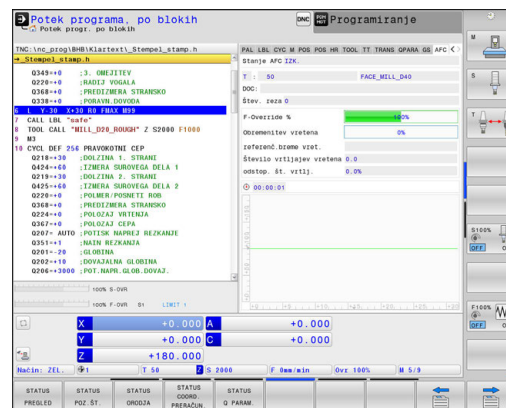 Potek programa, po blokih
Potek progr. po blokih
DNC
Programiranje
TNC:\nc_prog\BHB\Klartext\_Stempel_stamp.h
→_Stempel_stamp.h
Q349=+0 ;3. OMEJITEV
Q220=+0 ;RADIJ VOGALA
Q368=+0 ;PREDIZMERA STRANSKO
Q338=+0 ;PORAVN.DOVODA
6 L Y-30 X+30 R0 FMAX M99
7 CALL LBL "safe"
8 TOOL CALL "MILL_D20_ROUGH" Z S2000 F1000
9 M3
10 CYCL DEF 256 PRAVOKOTNI CEP
Q218=+30 ;DOLZINA 1. STRANI
Q424=+60 ;IZMERA SUROVEGA DELA 1
Q219=+30 ;DOLZINA 2. STRANI
Q425=+60 ;IZMERA SUROVEGA DELA 2
Q220=+0 ;POLMER/POSNETI ROB
Q368=+0 ;PREDIZMERA STRANSKO
Q224=+0 ;POLOZAJ VRTENJA
Q367=+0 ;POLOZAJ CEPA
Q207= AUTO ;POTISK NAPREJ REZKANJE
Q351=+1 ;NAIN REZKANJA
Q201=-20 ;GLOBINA
Q202=+10 ;DOVAJALNA GLOBINA
Q206=+3000 ;POT.NAPR.GLOB.DOVAJ.
100% S-OVR
100% F-OVR S1 LIMIT 1
PAL LBL CYC M POS POS HR TOOL TT TRANS QPARA GS AFC
Stanje AFC IZK.
T : 50 FACE_MILL_D40
DOC:
Štev. reza 0
F-Override % 100%
Obremenitev vretena 0%
referenč.breme vret.
Število vrtljajev vretena 0.0
odstop. št. vrtlj. 0.0%
00:00:01
X +0.000 A +0.000
Y +0.000 C +0.000
Z +180.000
Način: ŽEL. 1 T 50 Z S 2000 F 0mm/min Ovr 100% M 5/9
STATUS PREGLED
STATUS POZ.ŠT.
STATUS ORODJA
STATUS COORD. PRERAČUN.
STATUS Q PARAM.
M
S
T
S100%
OFF
F100%
OFF